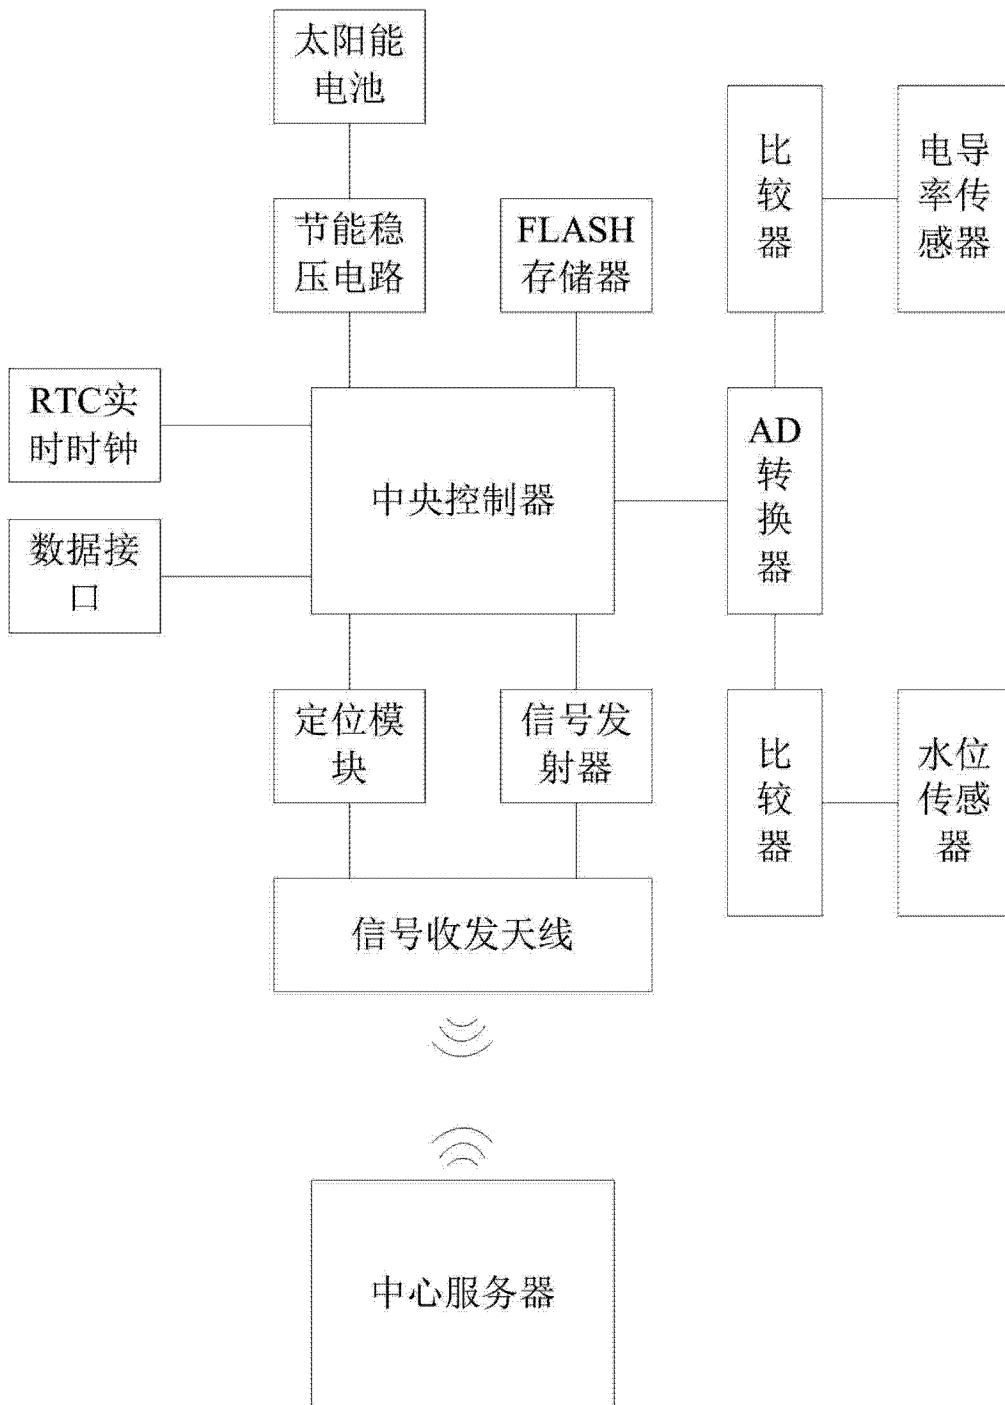 太阳能
电池
节能稳
压电路
FLASH
存储器
比
较
器
电导
率传
感器
RTC实
时时钟
数据接
口
中央控制器
AD
转
换
器
定位模
块
信号发
射器
比
较
器
水位
传感
器
信号收发天线
中心服务器